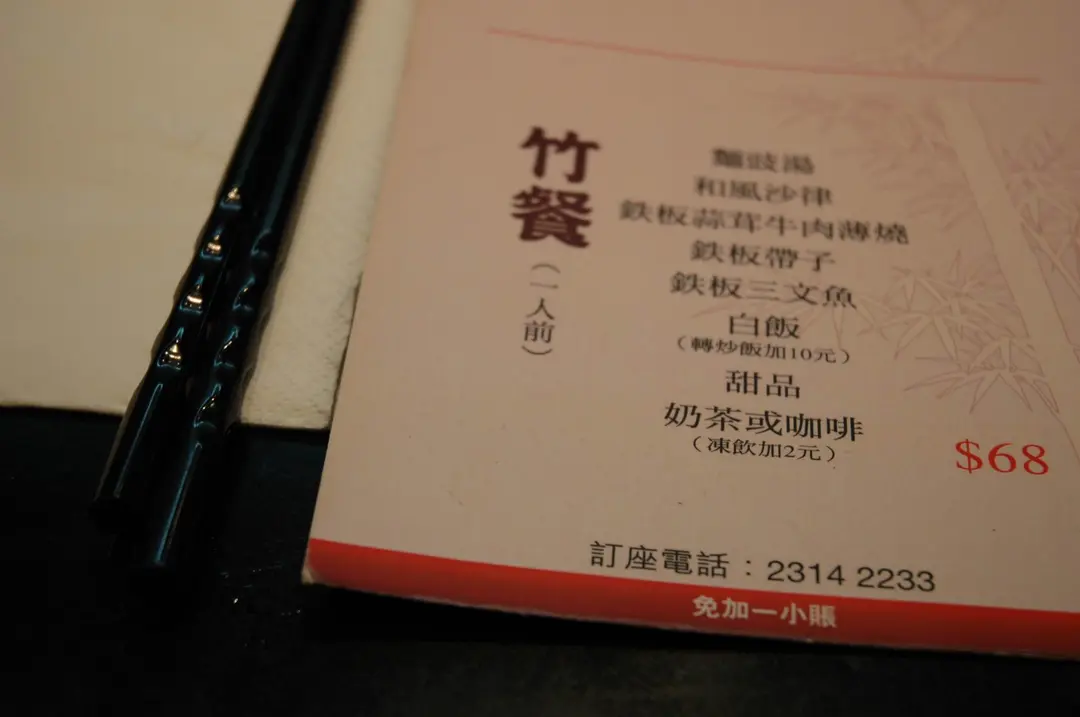 竹餐
(一人前)
麵豉湯
和風沙律
鉄板蒜茸牛肉薄燒
鉄板帶子
鉄板三文魚
白飯
(轉炒飯加10元)
甜品
奶茶或咖啡
(凍飲加2元)
$68
訂座電話：2314 2233
免加一小賬